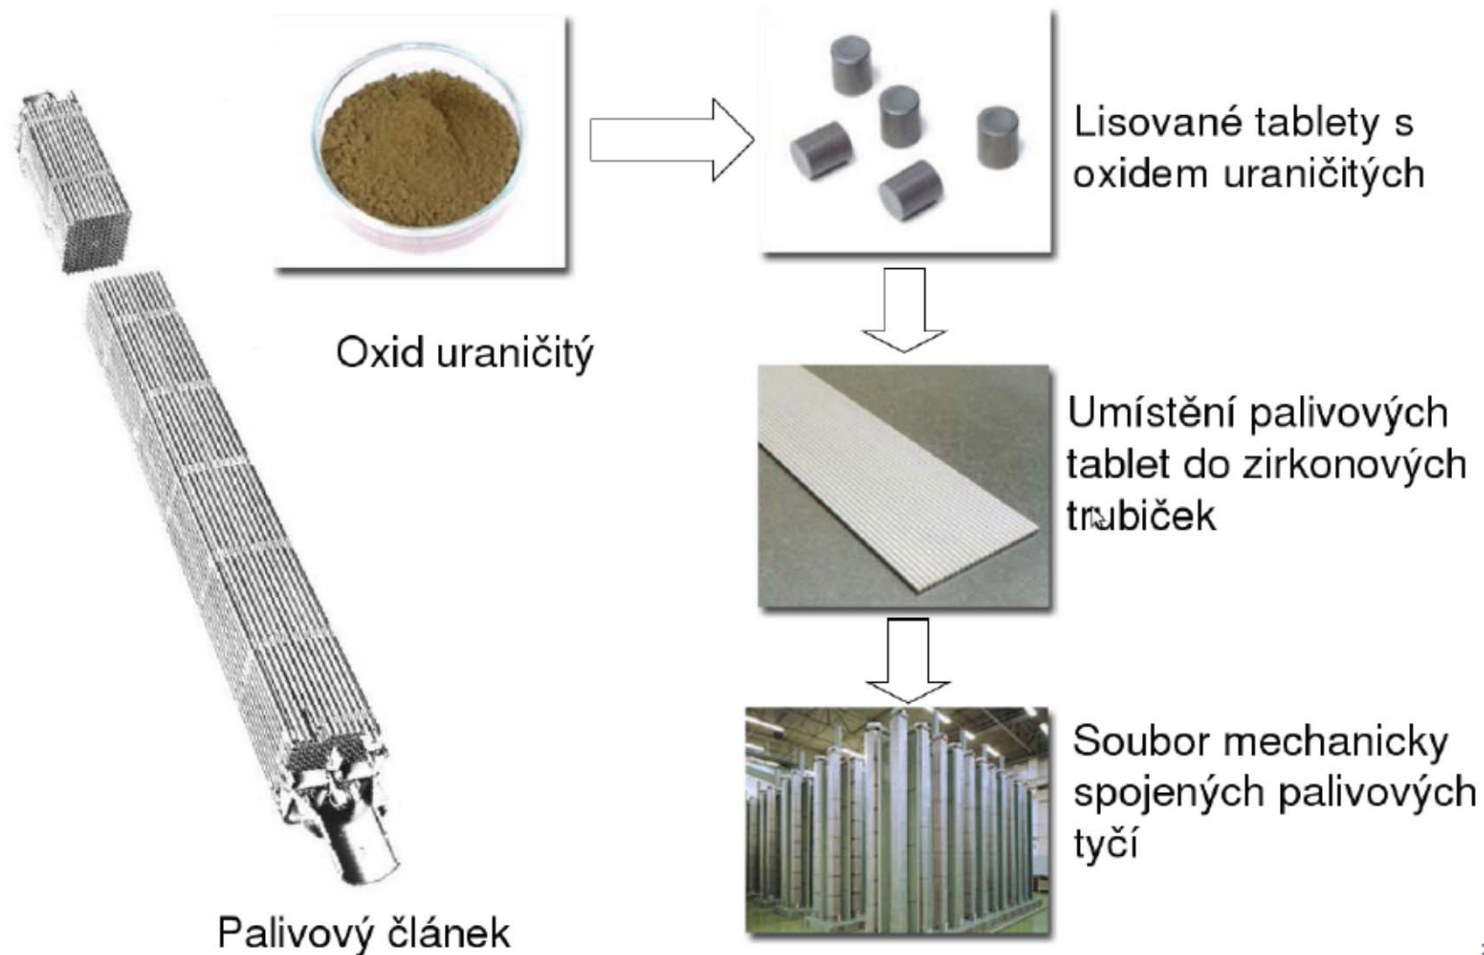 Lisované tablety s
oxidem uraničitých
Oxid uraničitý
Umístění palivových
tablet do zirkonových
trubiček
Soubor mechanicky
spojených palivových
tyčí
Palivový článek